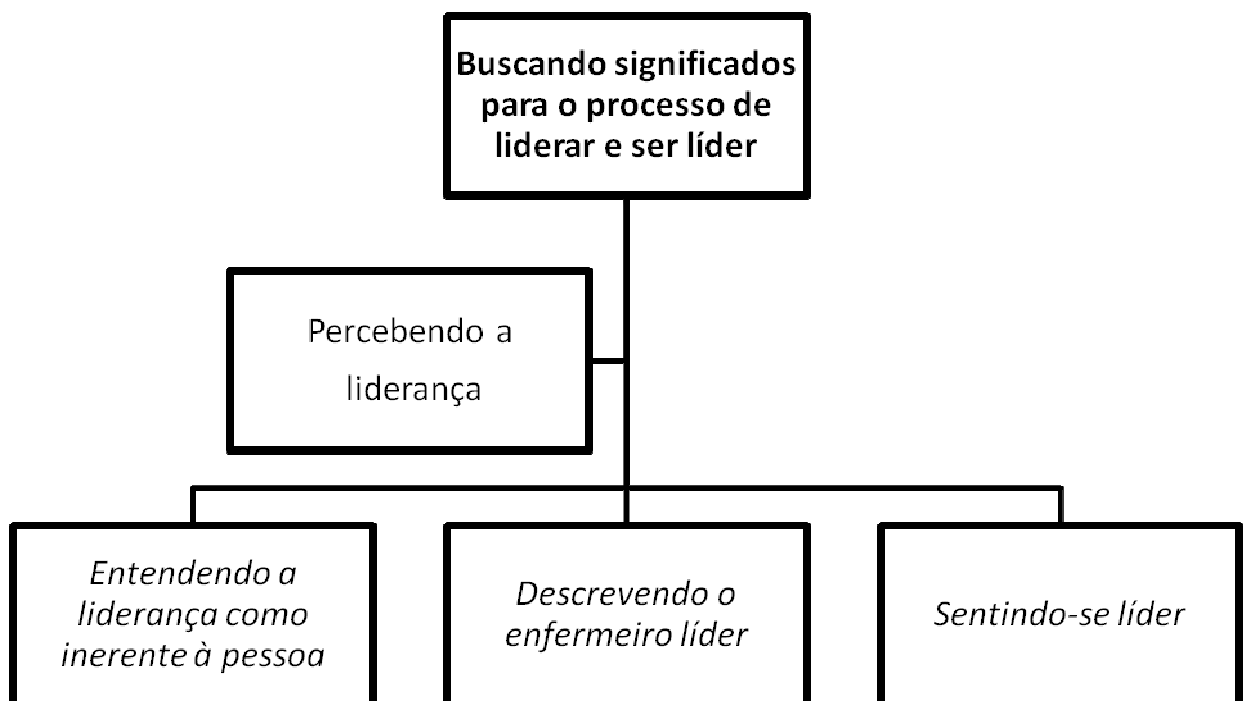 Buscando significados
para o processo de
liderar e ser líder
Percebendo a
liderança
Entendendo a
liderança como
inerente à pessoa
Descrevendo o
enfermeiro líder
Sentindo-se líder